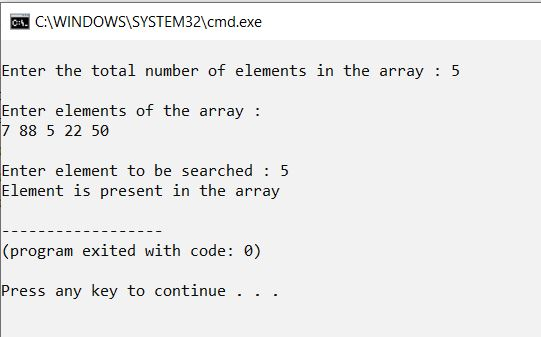 C:\WINDOWS\SYSTEM32\cmd.exe
Enter the total number of elements in the array : 5
Enter elements of the array :
7 88 5 22 50
Enter element to be searched : 5
Element is present in the array
------------------
(program exited with code: 0)
Press any key to continue . . .